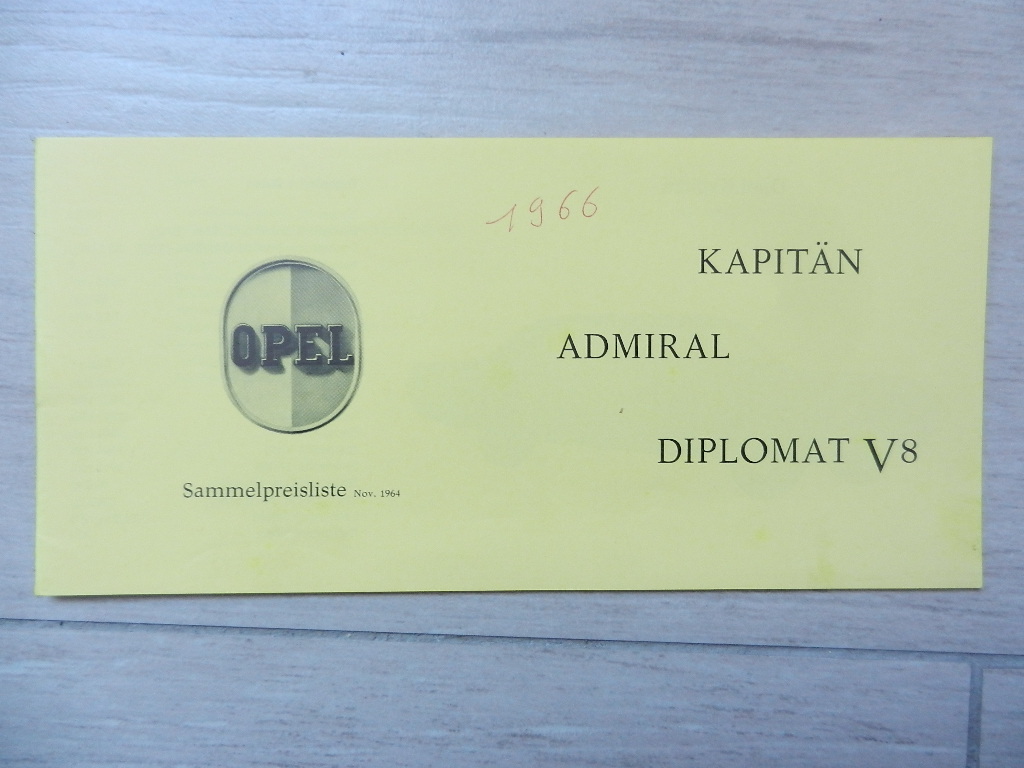 1966
KAPITÄN
OPEL
ADMIRAL
DIPLOMAT V8
Sammelpreisliste Nov. 1964